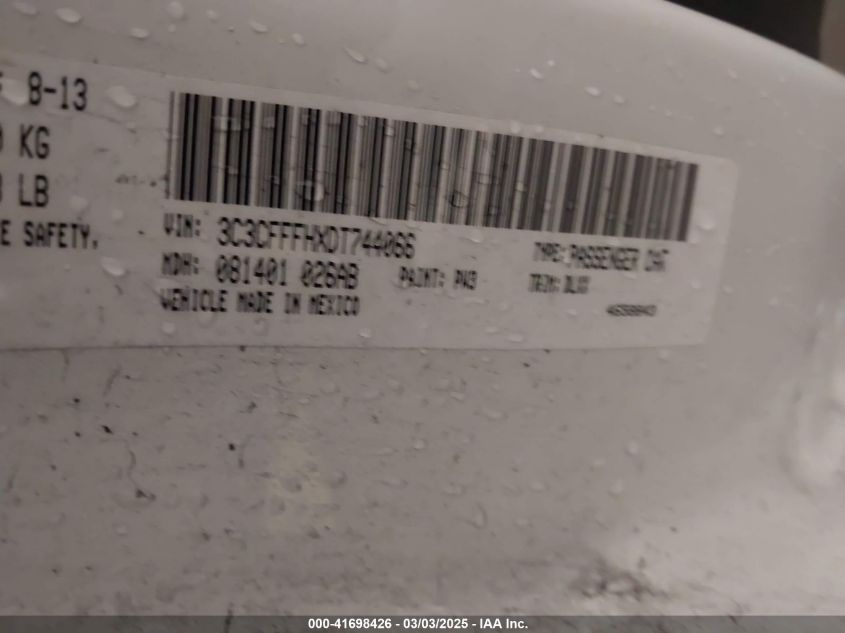 8-13
KG
LB
E SAFETY.
VIN: 3C3CFFFHXDT744066
TYPE: PASSENGER CAR
MDH: 081401 026AB
PAINT: PW3
TRIM:
VEHICLE MADE IN MEXICO
000-41698426 - 03/03/2025 - IAA Inc.